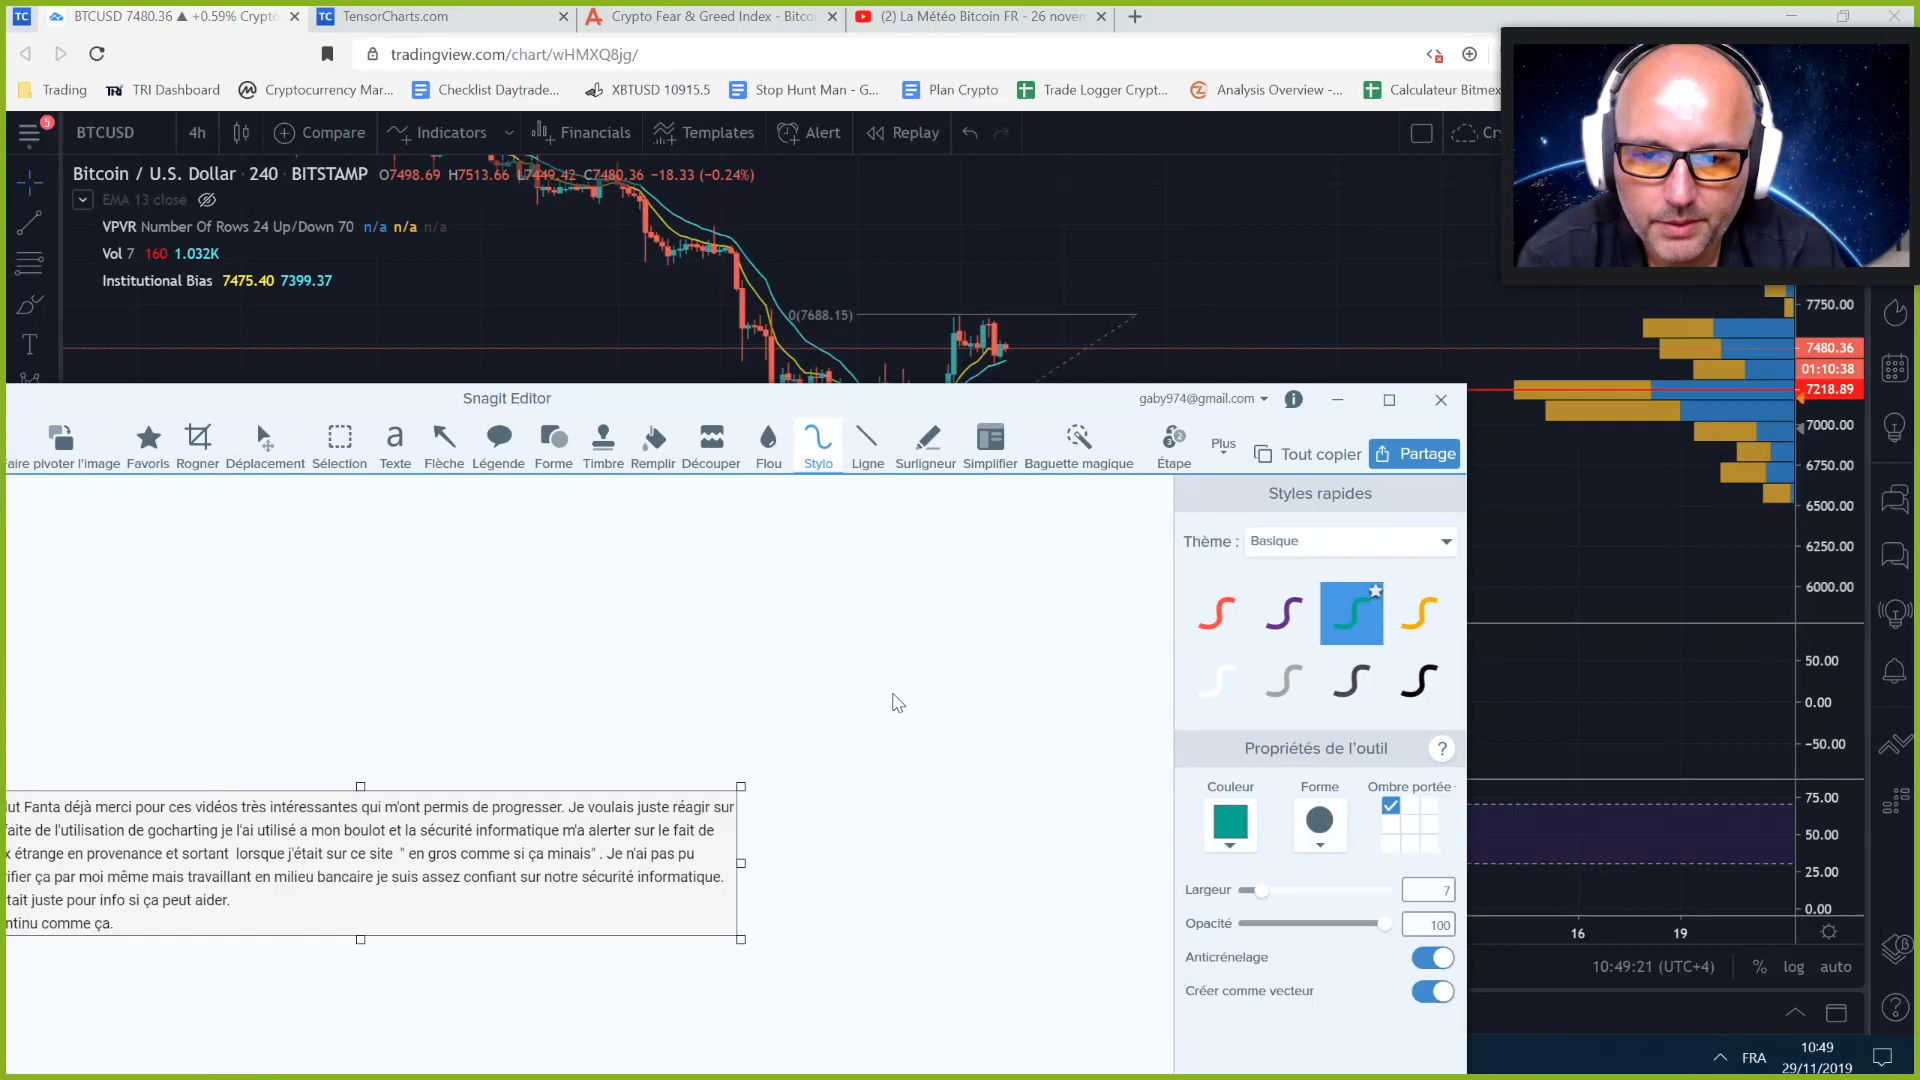 BTCUSD 7480.36 ▲ +0.59% Crypto
TensorCharts.com
Crypto Fear & Greed Index - Bitco
(2) La Météo Bitcoin FR - 26 nover
tradingview.com/chart/wHMXQ8jg/
Trading
TRI Dashboard
Cryptocurrency Mar...
Checklist Daytrade...
XBTUSD 10915.5
Stop Hunt Man - G...
Plan Crypto
Trade Logger Crypt...
Analysis Overview -...
Calculateur Bitmex
5
BTCUSD
4h
Compare
Indicators
Financials
Templates
Alert
Replay
Bitcoin / U.S. Dollar · 240 · BITSTAMP O7498.69 H7513.66 L7449.42 C7480.36 −18.33 (−0.24%)
EMA 13 close
VPVR Number Of Rows 24 Up/Down 70 n/a n/a n/a
Vol 7 160 1.032K
Institutional Bias 7475.40 7399.37
0(7688.15)
7750.00
7480.36
01:10:38
7218.89
7000.00
6750.00
6500.00
6250.00
6000.00
50.00
0.00
−50.00
75.00
50.00
25.00
0.00
16
19
10:49:21 (UTC+4)
%
log
auto
Snagit Editor
gaby974@gmail.com
aire pivoter l'image
Favoris
Rogner
Déplacement
Sélection
Texte
Flèche
Légende
Forme
Timbre
Remplir
Découper
Flou
Stylo
Ligne
Surligneur
Simplifier
Baguette magique
Étape
Plus
Tout copier
Partage
Styles rapides
Thème :
Basique
Propriétés de l'outil
?
Couleur
Forme
Ombre portée
Largeur
7
Opacité
100
Anticrénelage
Créer comme vecteur
lut Fanta déjà merci pour ces vidéos très intéressantes qui m'ont permis de progresser. Je voulais juste réagir sur
faite de l'utilisation de gocharting je l'ai utilisé a mon boulot et la sécurité informatique m'a alerter sur le fait de
x étrange en provenance et sortant lorsque j'était sur ce site " en gros comme si ça minais" . Je n'ai pas pu
rifier ça par moi même mais travaillant en milieu bancaire je suis assez confiant sur notre sécurité informatique.
tait juste pour info si ça peut aider.
ntinu comme ça.
FRA
10:49
29/11/2019